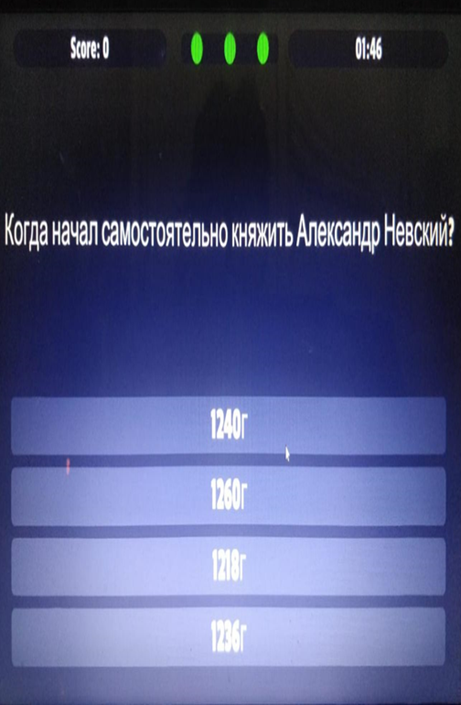 Score: 0
01:46
Когда начал самостоятельно княжить Александр Невский?
1240г
1260г
1218г
1236г